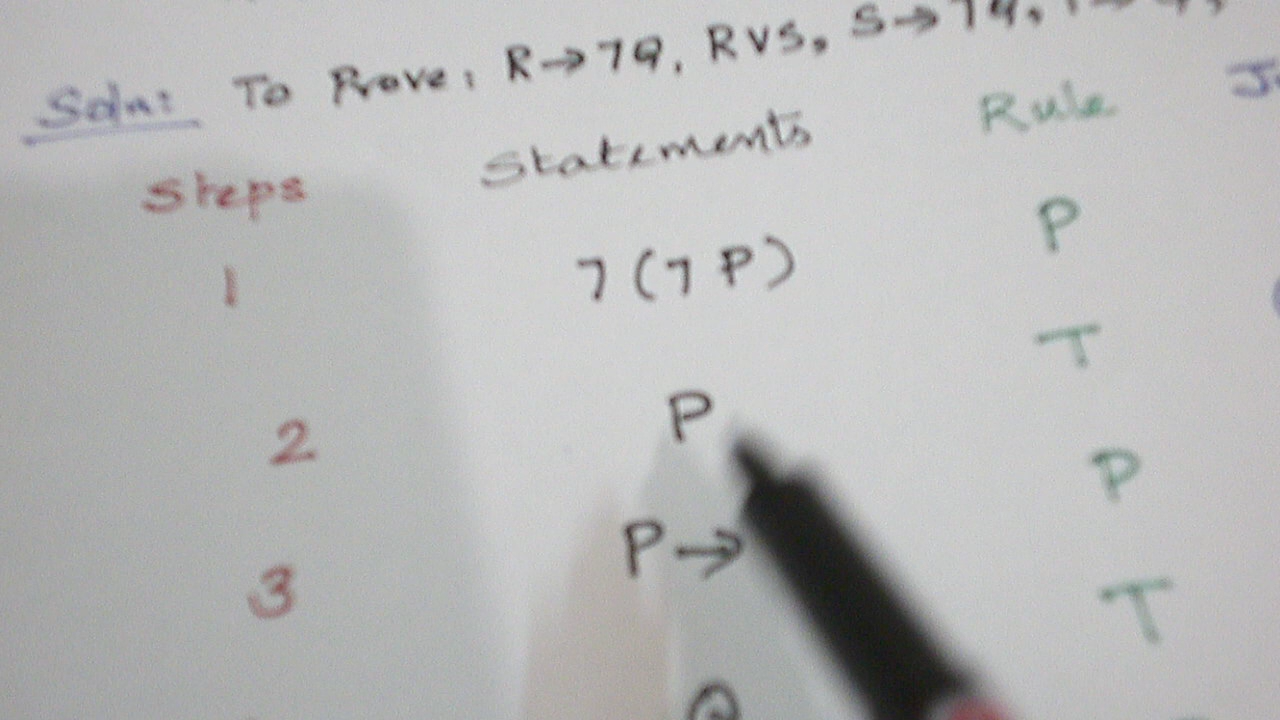 Soln: To Prove: R→7Q, RVS, S→7Q, P→Q,
Steps Statements Rule
1 7(7P) P
T
2 P
P
3 P→
T
Q